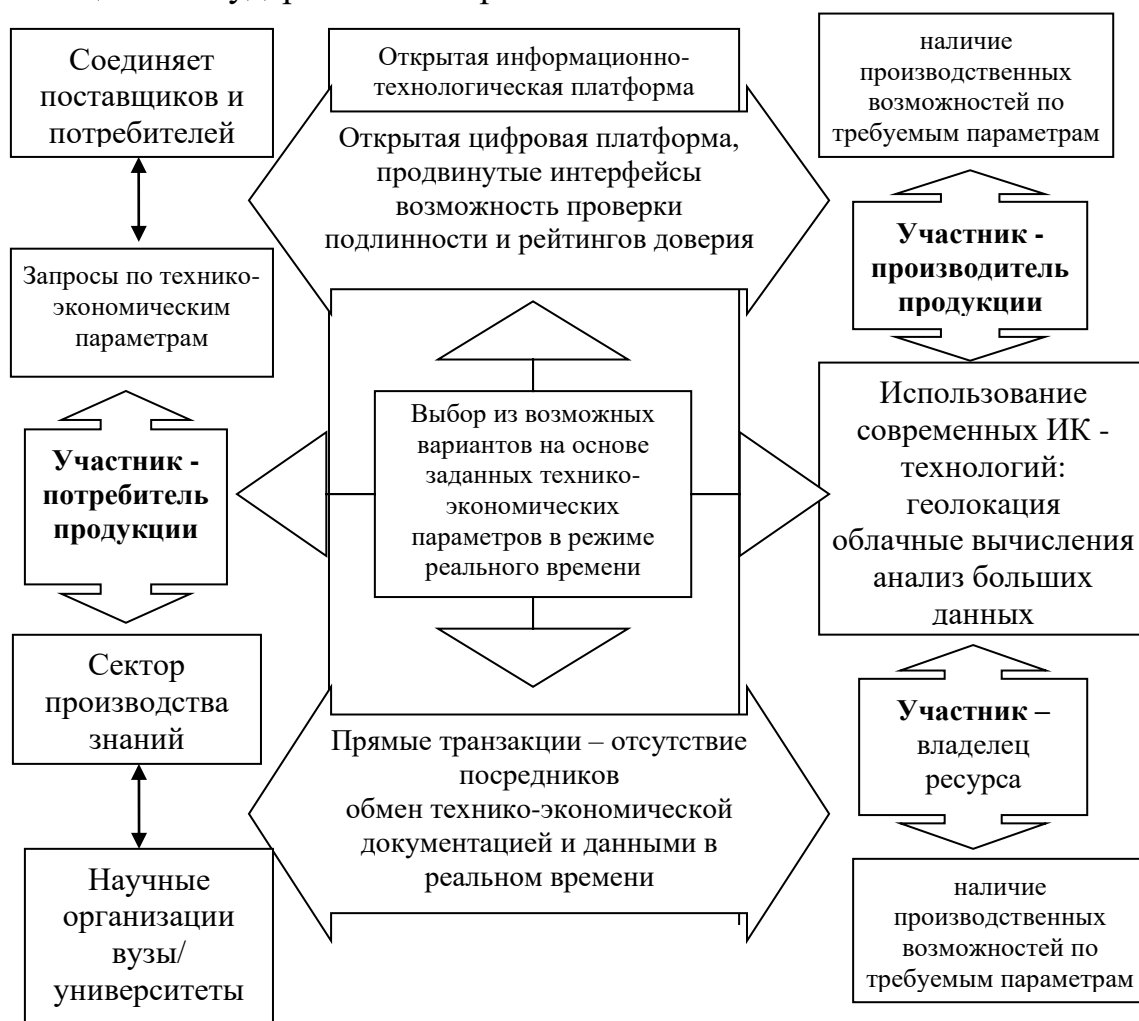 Соединяет
поставщиков и
потребителей
Запросы по технико-
экономическим
параметрам
Участник -
потребитель
продукции
Сектор
производства
знаний
Научные
организации
вузы/
университеты
Открытая информационно-
технологическая платформа
Открытая цифровая платформа,
продвинутые интерфейсы
возможность проверки
подлинности и рейтингов доверия
Выбор из возможных
вариантов на основе
заданных технико-
экономических
параметров в режиме
реального времени
Прямые транзакции – отсутствие
посредников
обмен технико-экономической
документацией и данными в
реальном времени
наличие
производственных
возможностей по
требуемым параметрам
Участник -
производитель
продукции
Использование
современных ИК -
технологий:
геолокация
облачные вычисления
анализ больших
данных
Участник –
владелец
ресурса
наличие
производственных
возможностей по
требуемым параметрам